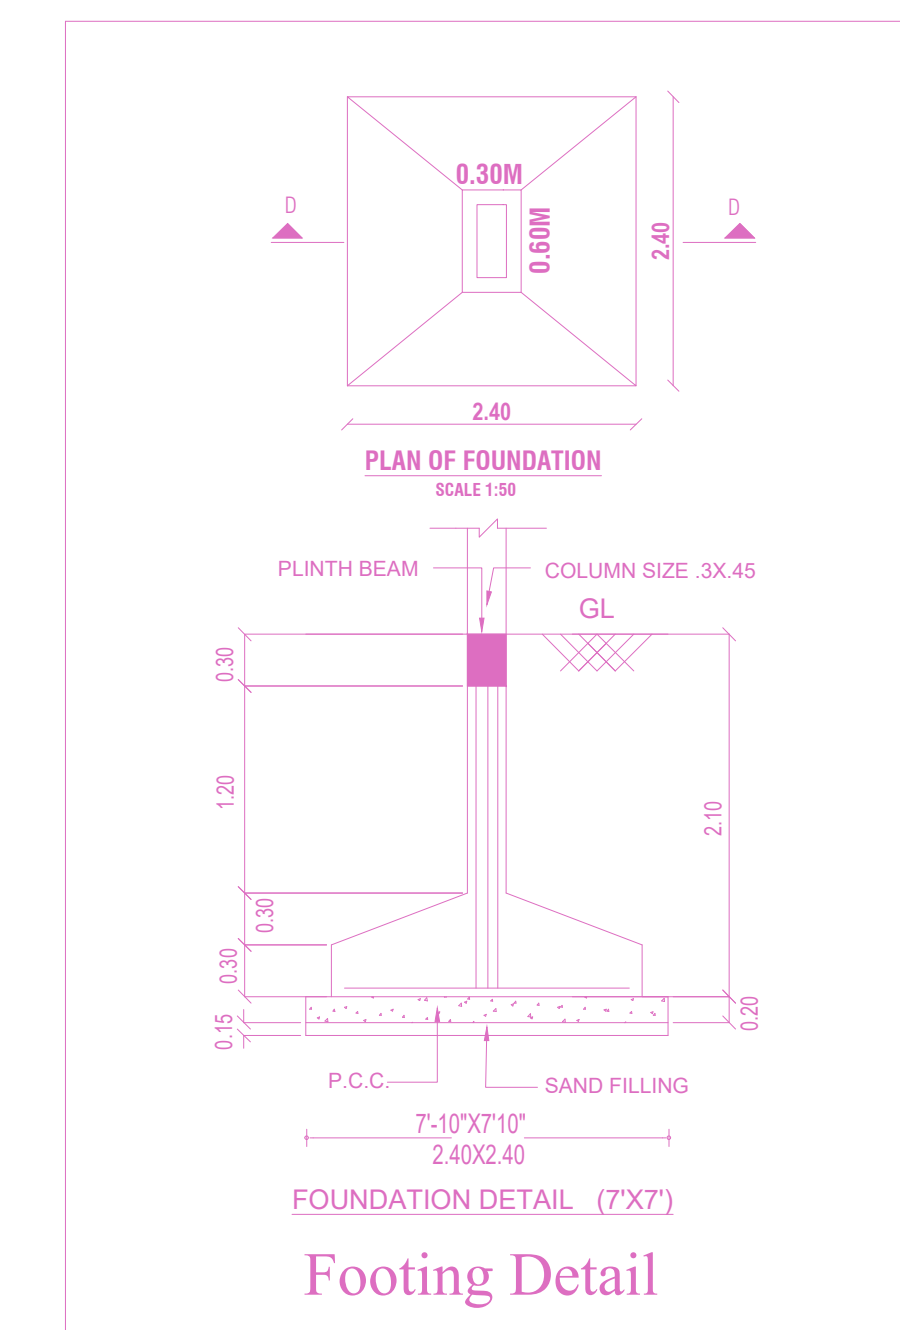 0.30M
D
D
0.60M
2.40
2.40
PLAN OF FOUNDATION
SCALE 1:50
PLINTH BEAM
COLUMN SIZE .3X.45
GL
0.30
1.20
2.10
0.30
0.30
0.20
0.15
P.C.C.
SAND FILLING
7'-10"X7'10"
2.40X2.40
FOUNDATION DETAIL (7'X7')
Footing Detail